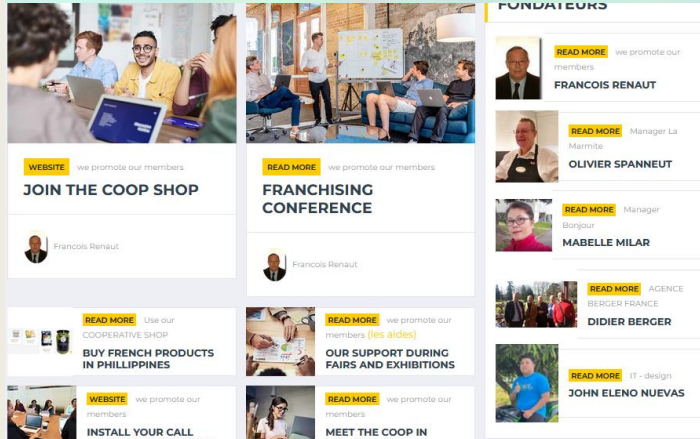 FONDATEURS
WEBSITE we promote our members
JOIN THE COOP SHOP
Francois Renaut
READ MORE we promote our members
FRANCHISING
CONFERENCE
Francois Renaut
READ MORE we promote our
members
FRANCOIS RENAUT
READ MORE Manager La
Marmite
OLIVIER SPANNEUT
READ MORE Manager
Bonjour
MABELLE MILAR
READ MORE AGENCE
BERGER FRANCE
DIDIER BERGER
READ MORE IT - design
JOHN ELENO NUEVAS
READ MORE Use our
COOPERATIVE SHOP
BUY FRENCH PRODUCTS
IN PHILLIPPINES
READ MORE we promote our
members (les aides)
OUR SUPPORT DURING
FAIRS AND EXHIBITIONS
WEBSITE we promote our
members
INSTALL YOUR CALL
READ MORE we promote our
members
MEET THE COOP IN